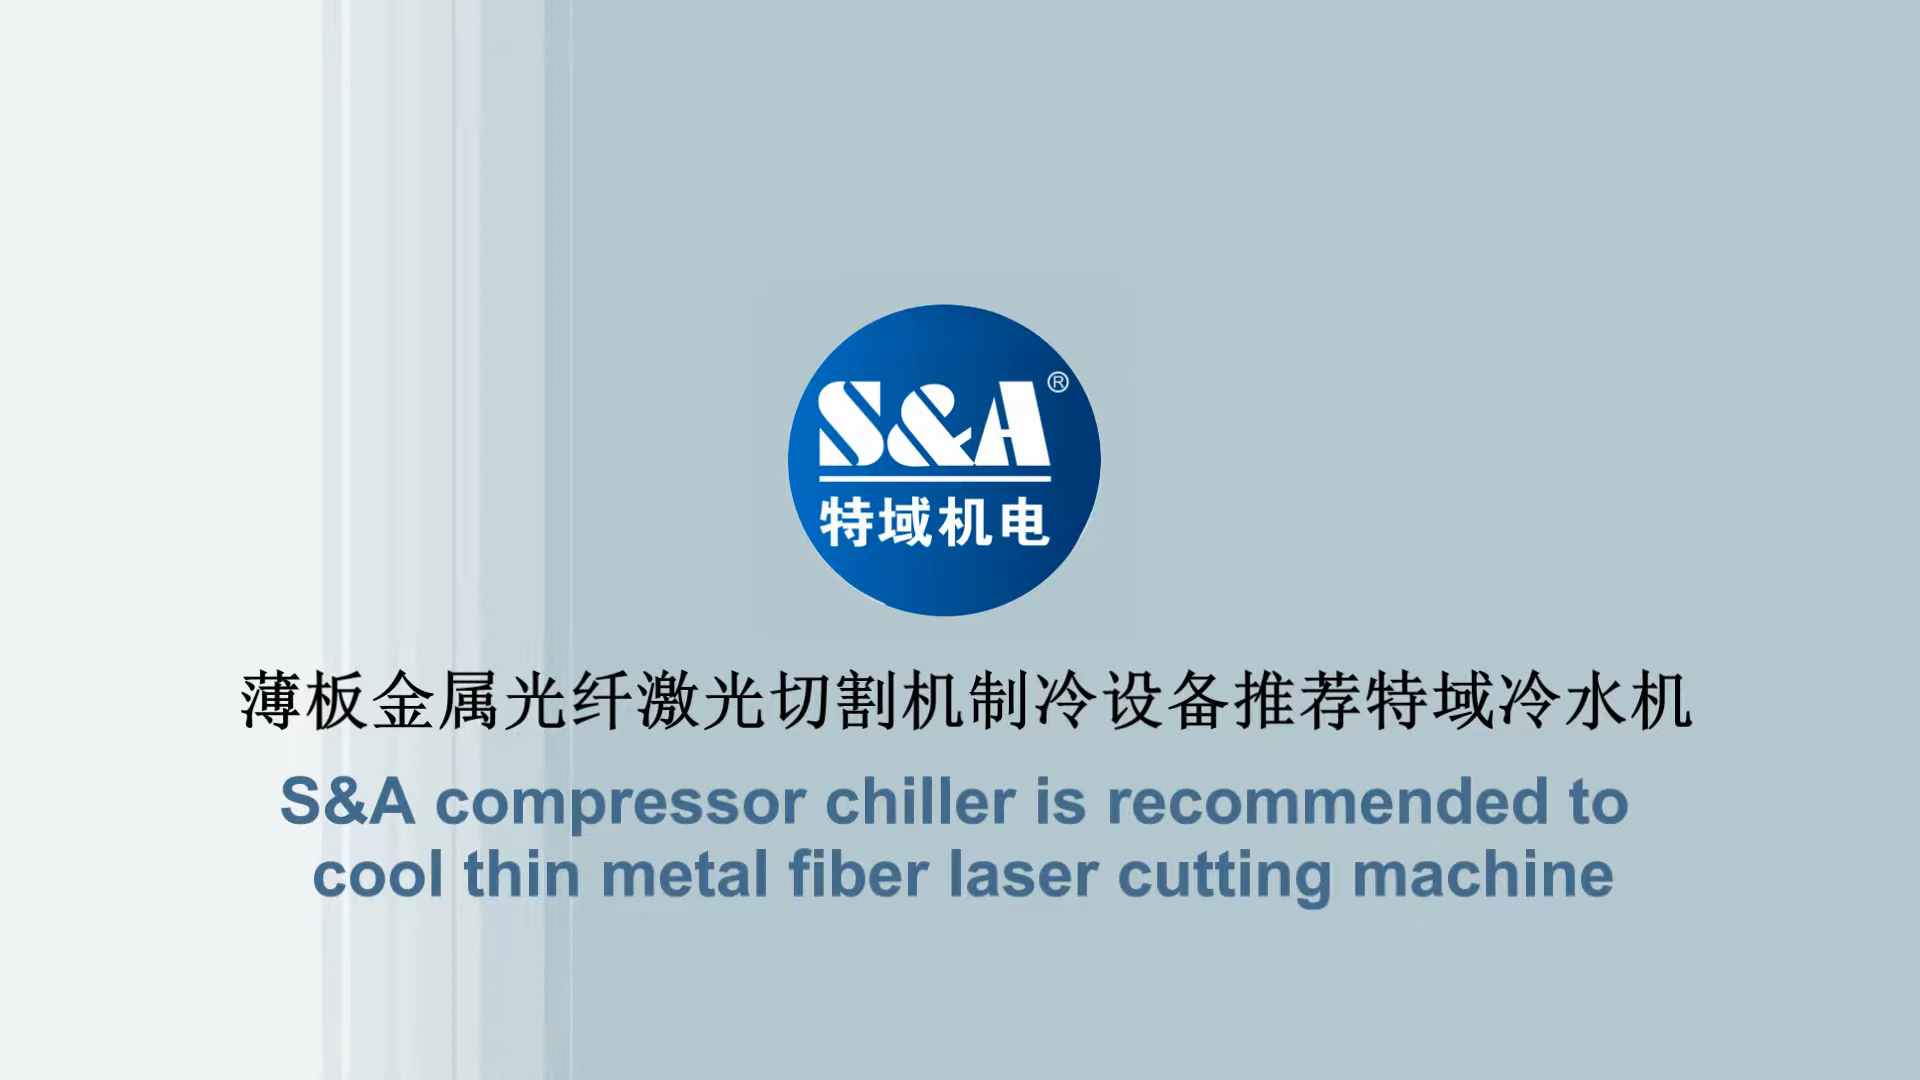 S&A®
特域机电
薄板金属光纤激光切割机制冷设备推荐特域冷水机
S&A compressor chiller is recommended to
cool thin metal fiber laser cutting machine